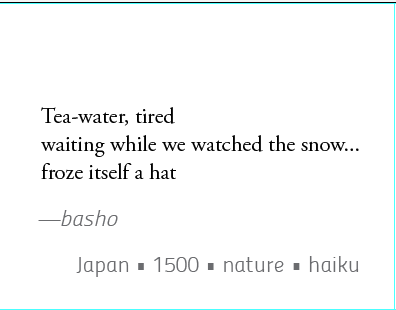 Tea-water, tired
waiting while we watched the snow...
froze itself a hat
—basho
Japan ▪ 1500 ▪ nature ▪ haiku